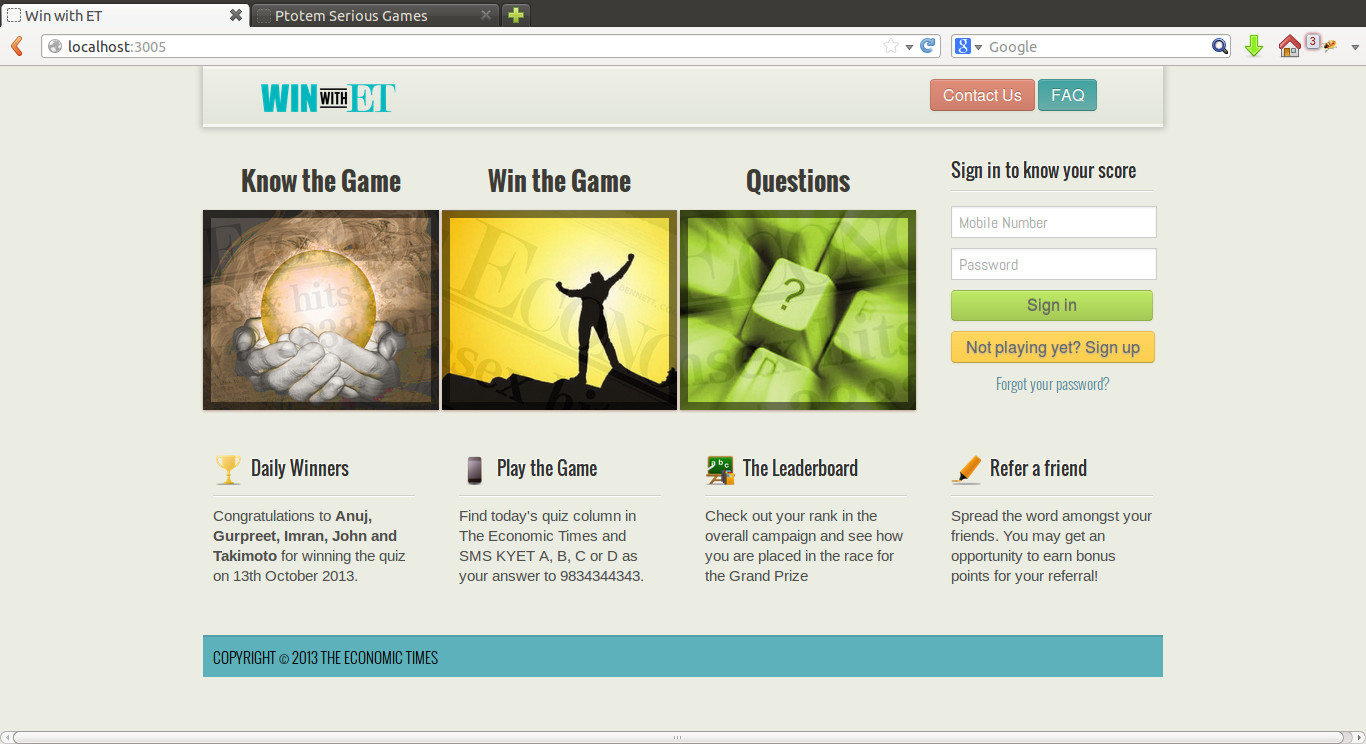 Win with ET
Ptotem Serious Games
localhost:3005
Google
3
WIN WITH ET
Contact Us
FAQ
Know the Game
Win the Game
Questions
Sign in to know your score
Mobile Number
Password
Sign in
Not playing yet? Sign up
Forgot your password?
Daily Winners
Congratulations to Anuj,
Gurpreet, Imran, John and
Takimoto for winning the quiz
on 13th October 2013.
Play the Game
Find today's quiz column in
The Economic Times and
SMS KYET A, B, C or D as
your answer to 9834344343.
The Leaderboard
Check out your rank in the
overall campaign and see how
you are placed in the race for
the Grand Prize
Refer a friend
Spread the word amongst your
friends. You may get an
opportunity to earn bonus
points for your referral!
COPYRIGHT © 2013 THE ECONOMIC TIMES